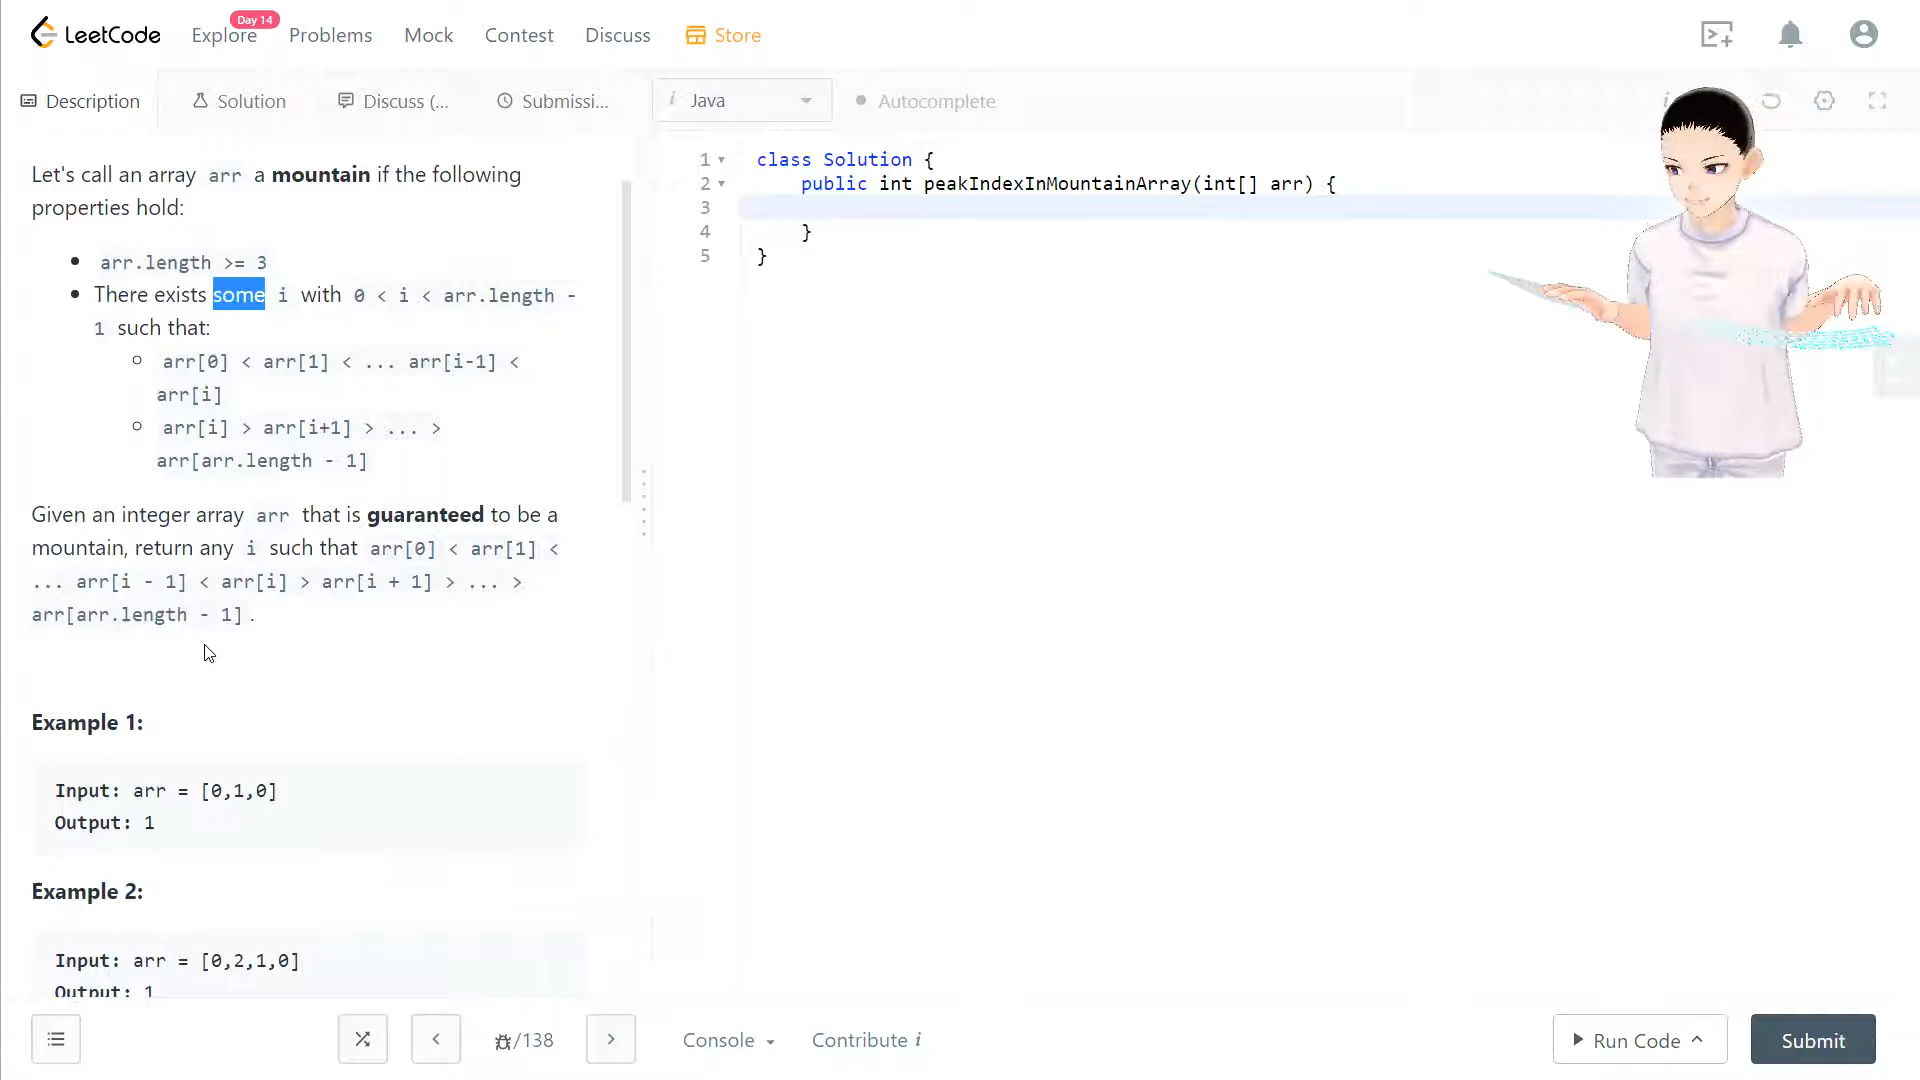 LeetCode
Explore
Day 14
Problems
Mock
Contest
Discuss
Store
Description
Solution
Discuss (...
Submissi...
i Java
Autocomplete
i
Let's call an array arr a mountain if the following
properties hold:
arr.length >= 3
There exists some i with 0 < i < arr.length -
1 such that:
arr[0] < arr[1] < ... arr[i-1] <
arr[i]
arr[i] > arr[i+1] > ... >
arr[arr.length - 1]
Given an integer array arr that is guaranteed to be a
mountain, return any i such that arr[0] < arr[1] <
... arr[i - 1] < arr[i] > arr[i + 1] > ... >
arr[arr.length - 1] .
Example 1:
Input: arr = [0,1,0]
Output: 1
Example 2:
Input: arr = [0,2,1,0]
Output: 1
1 class Solution {
2 public int peakIndexInMountainArray(int[] arr) {
3
4 }
5 }
/138
Console
Contribute i
Run Code
Submit